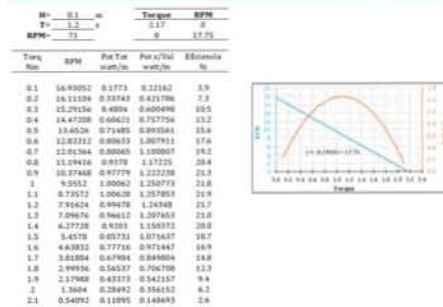 H= 0.1 m Torque RPM
T= 1.2 s 2.17 0
RPM= 71 0 17.75
Torq RPM Pot Tot Pot x/Vol Eficiencia
Nm watt/m watt/m %
0.1 16.93052 0.1773 0.22162 3.9
0.2 16.11104 0.33743 0.421786 7.3
0.3 15.29156 0.4804 0.600498 10.5
0.4 14.47208 0.60621 0.757756 13.2
0.5 13.6526 0.71485 0.893561 15.6
0.6 12.83312 0.80633 1.007911 17.6
0.7 12.01364 0.88065 1.100807 19.2
0.8 11.19416 0.9378 1.17225 20.4
0.9 10.37468 0.97779 1.222238 21.3
1 9.5552 1.00062 1.250773 21.8
1.1 8.73572 1.00628 1.257853 21.9
1.2 7.91624 0.99478 1.24348 21.7
1.3 7.09676 0.96612 1.207653 21.0
1.4 6.27728 0.9203 1.150372 20.0
1.5 5.4578 0.85731 1.071637 18.7
1.6 4.63832 0.77716 0.971447 16.9
1.7 3.81884 0.67984 0.849804 14.8
1.8 2.99936 0.56537 0.706708 12.3
1.9 2.17988 0.43373 0.542157 9.4
2 1.3604 0.28492 0.356153 6.2
2.1 0.54092 0.11895 0.148693 2.6
RPM
Torque